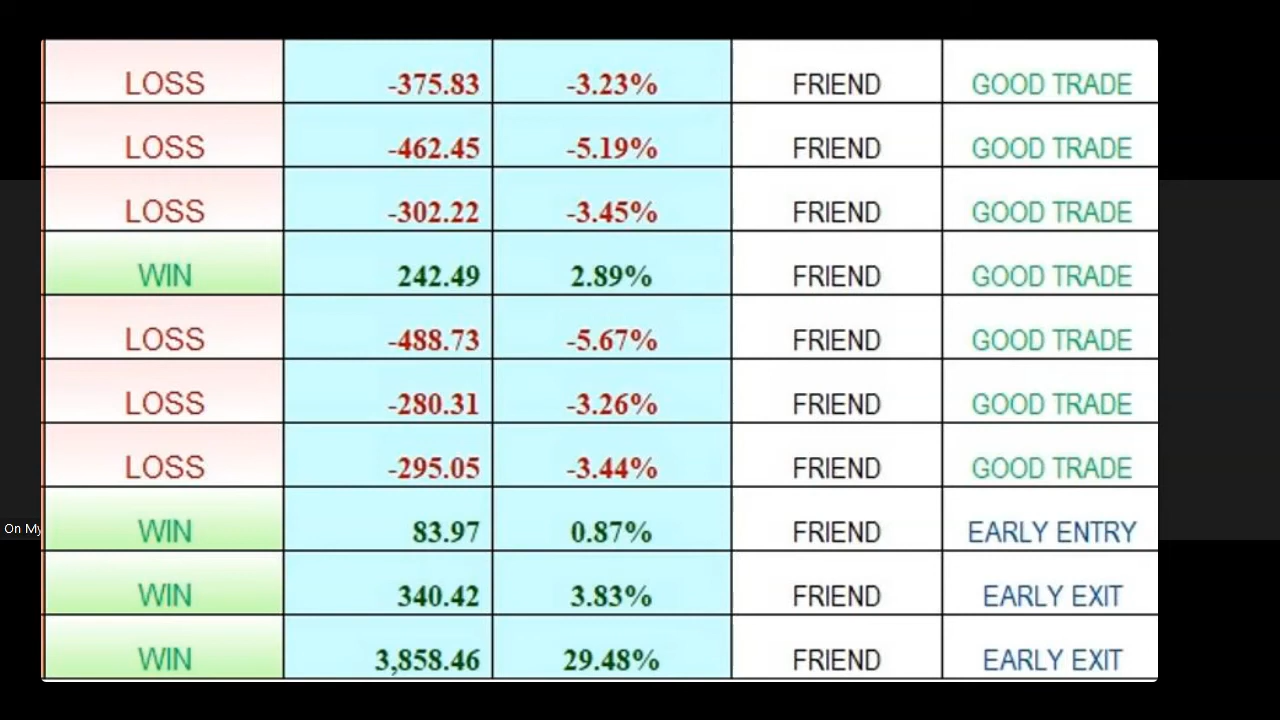 LOSS -375.83 -3.23% FRIEND GOOD TRADE
LOSS -462.45 -5.19% FRIEND GOOD TRADE
LOSS -302.22 -3.45% FRIEND GOOD TRADE
WIN 242.49 2.89% FRIEND GOOD TRADE
LOSS -488.73 -5.67% FRIEND GOOD TRADE
LOSS -280.31 -3.26% FRIEND GOOD TRADE
LOSS -295.05 -3.44% FRIEND GOOD TRADE
WIN 83.97 0.87% FRIEND EARLY ENTRY
On My
WIN 340.42 3.83% FRIEND EARLY EXIT
WIN 3,858.46 29.48% FRIEND EARLY EXIT